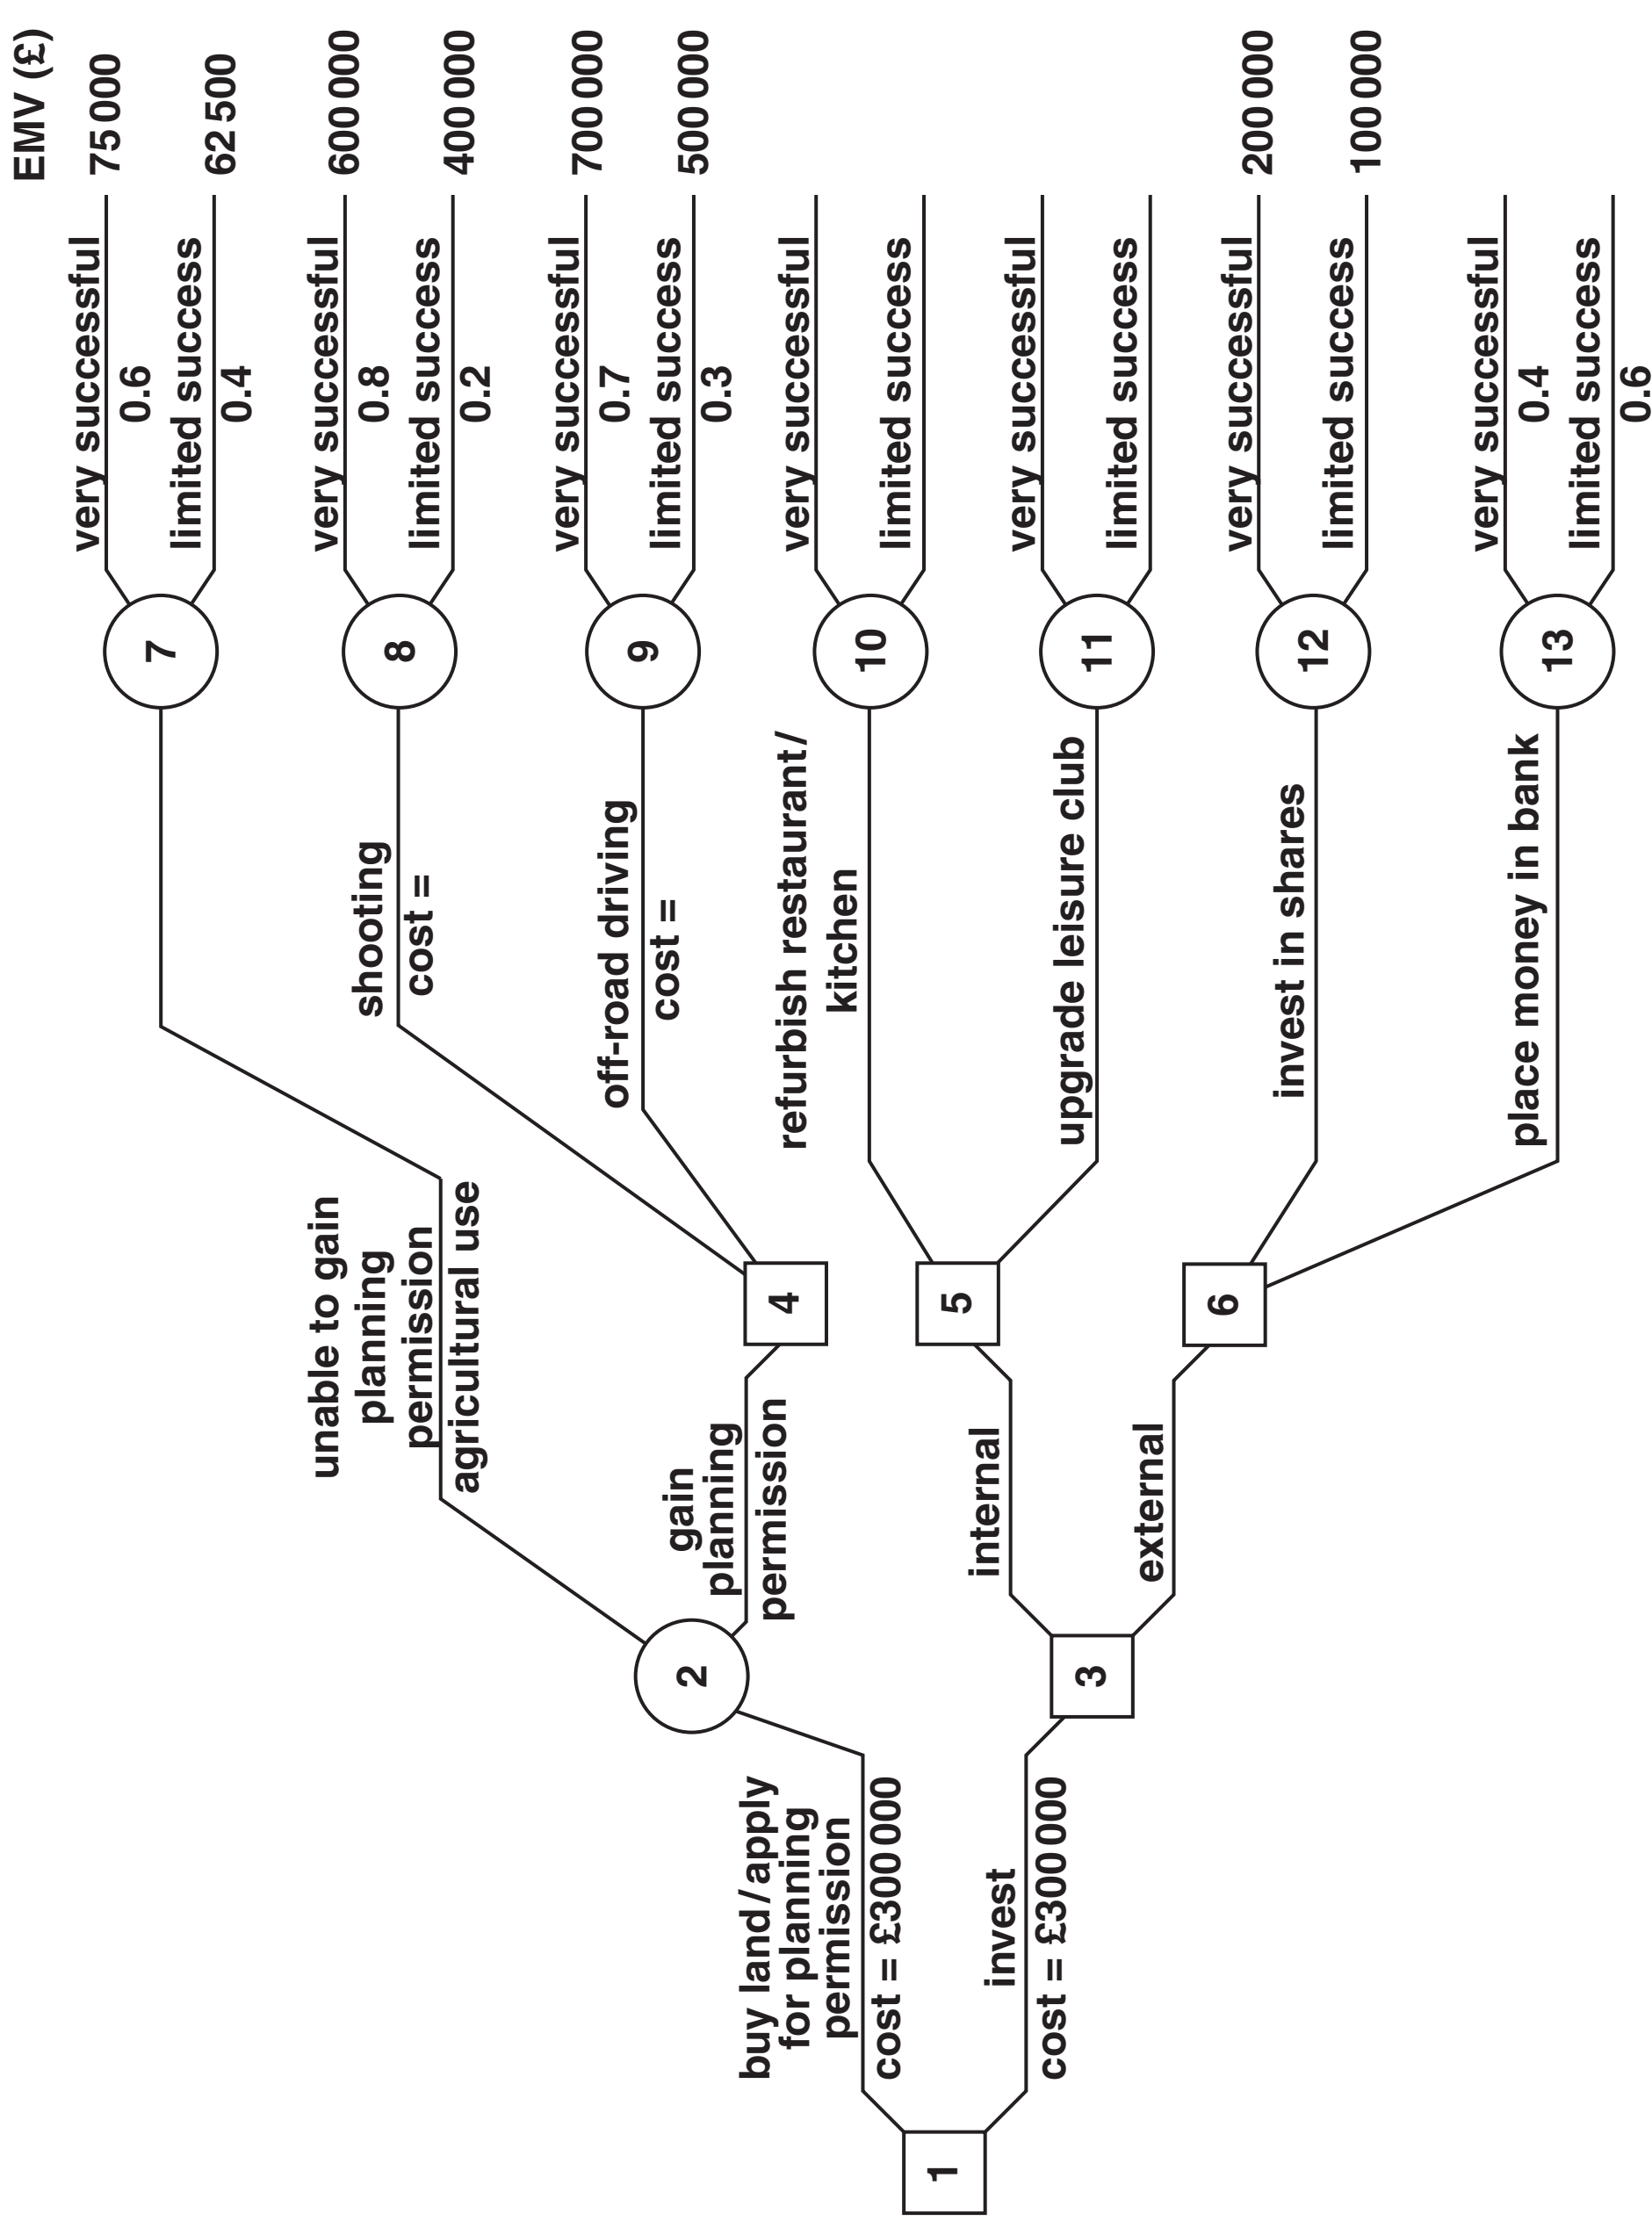 EMV (£)
very successful
0.6
75 000
limited success
0.4
62 500
7
very successful
0.8
600 000
limited success
0.2
400 000
8
shooting
cost =
very successful
0.7
700 000
limited success
0.3
500 000
9
off-road driving
cost =
unable to gain
planning
permission
agricultural use
gain
planning
permission
4
2
buy land/apply
for planning
permission
cost = £300 000
very successful
limited success
10
refurbish restaurant/
kitchen
5
very successful
limited success
11
upgrade leisure club
internal
1
invest
cost = £300 000
3
external
6
very successful
200 000
limited success
100 000
12
invest in shares
very successful
0.4
limited success
0.6
13
place money in bank